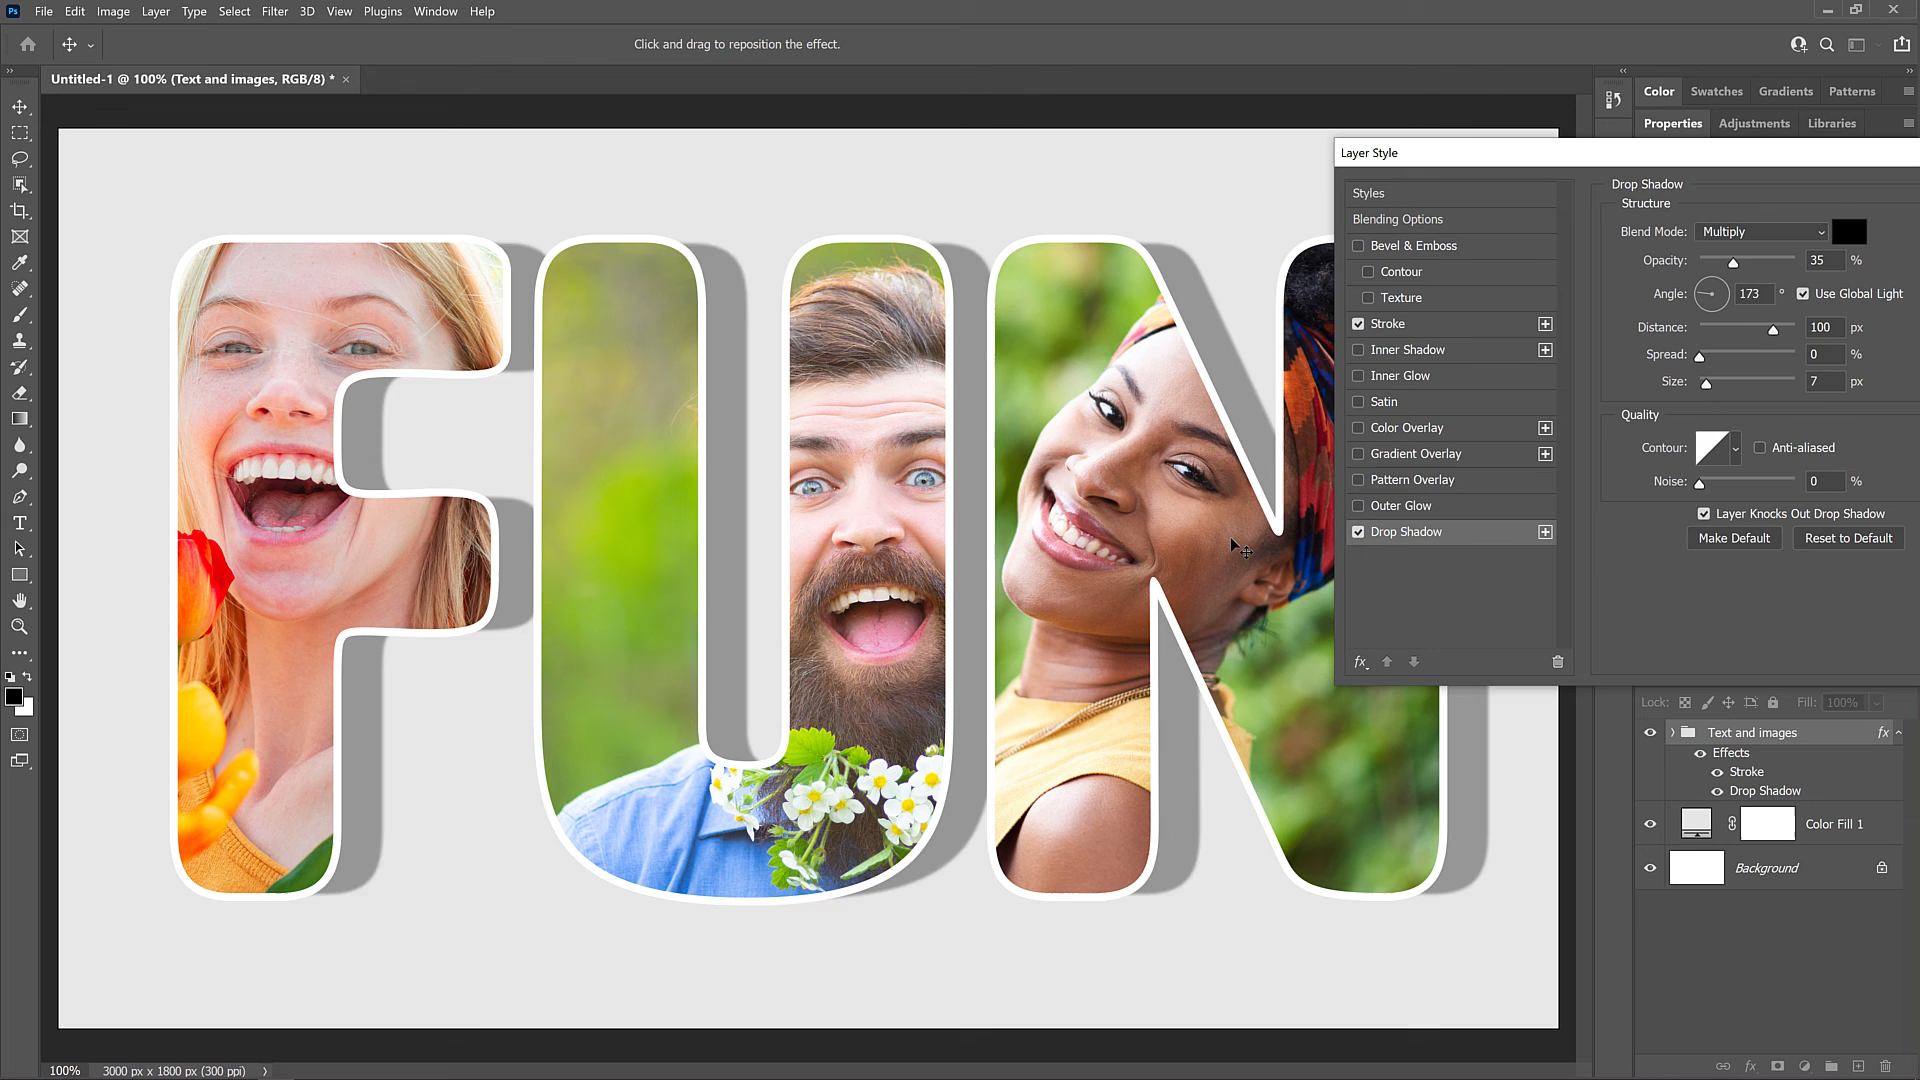 Ps File Edit Image Layer Type Select Filter 3D View Plugins Window Help
Click and drag to reposition the effect.
Untitled-1 @ 100% (Text and images, RGB/8) * ×
Color Swatches Gradients Patterns
Properties Adjustments Libraries
Layer Style
Styles
Blending Options
Bevel & Emboss
Contour
Texture
Stroke
Inner Shadow
Inner Glow
Satin
Color Overlay
Gradient Overlay
Pattern Overlay
Outer Glow
Drop Shadow
fx
Drop Shadow
Structure
Blend Mode: Multiply
Opacity: 35 %
Angle: 173 ° Use Global Light
Distance: 100 px
Spread: 0 %
Size: 7 px
Quality
Contour: Anti-aliased
Noise: 0 %
Layer Knocks Out Drop Shadow
Make Default Reset to Default
FUN
Lock: Fill: 100%
Text and images fx
Effects
Stroke
Drop Shadow
Color Fill 1
Background
fx
100% 3000 px x 1800 px (300 ppi)